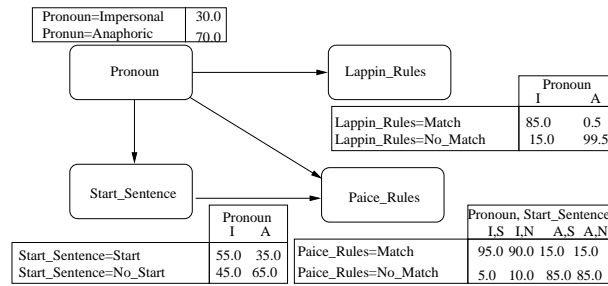 Pronoun=Impersonal 30.0
Pronun=Anaphoric 70.0
Pronoun
Lappin_Rules
Pronoun
I A
Lappin_Rules=Match 85.0 0.5
Lappin_Rules=No_Match 15.0 99.5
Start_Sentence
Paice_Rules
Pronoun
I A
Start_Sentence=Start 55.0 35.0
Start_Sentence=No_Start 45.0 65.0
Pronoun, Start_Sentence
I,S I,N A,S A,N
Paice_Rules=Match 95.0 90.0 15.0 15.0
Paice_Rules=No_Match 5.0 10.0 85.0 85.0